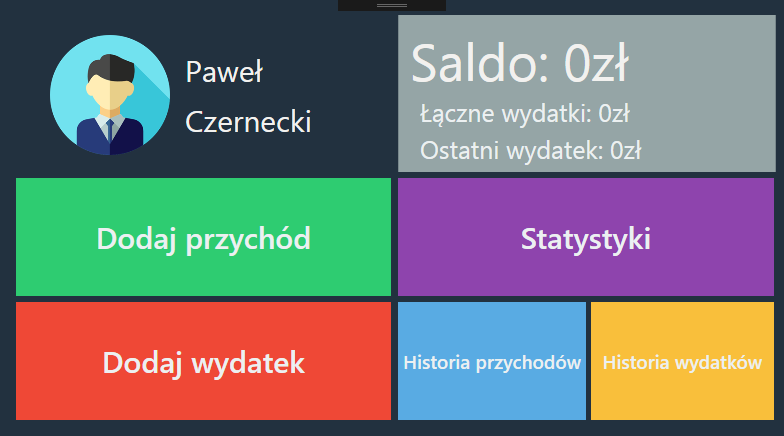 Paweł
Czernecki
Saldo: 0zł
Łączne wydatki: 0zł
Ostatni wydatek: 0zł
Dodaj przychód
Statystyki
Dodaj wydatek
Historia przychodów
Historia wydatków